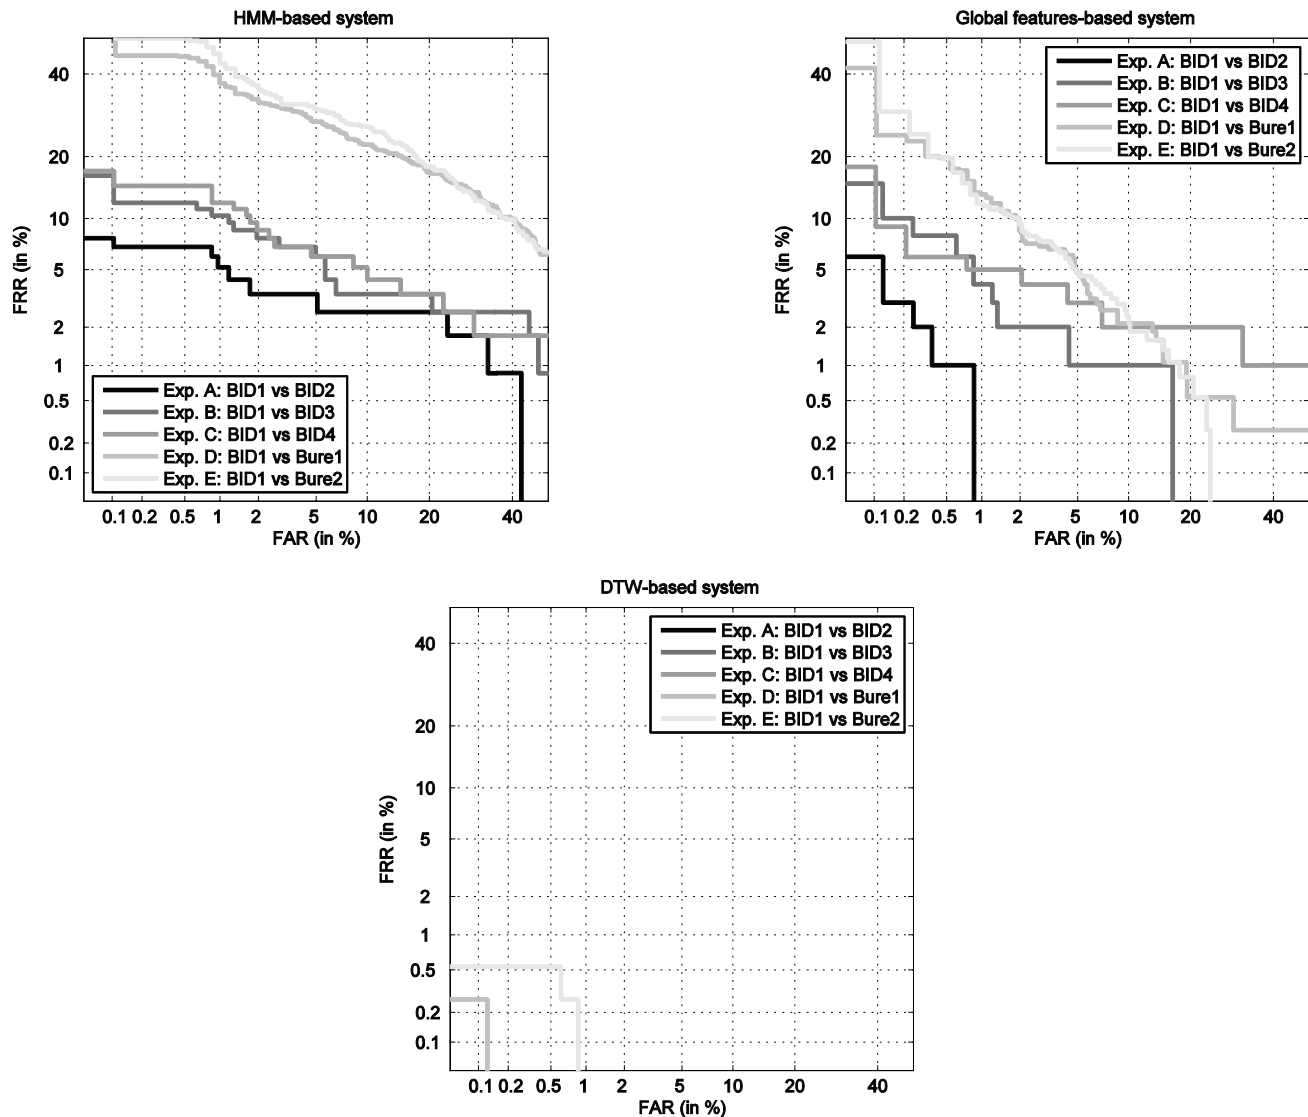 HMM-based system
FRR (in %)
40
20
10
5
2
1
0.5
0.2
0.1
Exp. A: BID1 vs BID2
Exp. B: BID1 vs BID3
Exp. C: BID1 vs BID4
Exp. D: BID1 vs Bure1
Exp. E: BID1 vs Bure2
0.1 0.2 0.5 1 2 5 10 20 40
FAR (in %)
Global features-based system
FRR (in %)
40
20
10
5
2
1
0.5
0.2
0.1
Exp. A: BID1 vs BID2
Exp. B: BID1 vs BID3
Exp. C: BID1 vs BID4
Exp. D: BID1 vs Bure1
Exp. E: BID1 vs Bure2
0.1 0.2 0.5 1 2 5 10 20 40
FAR (in %)
DTW-based system
FRR (in %)
40
20
10
5
2
1
0.5
0.2
0.1
Exp. A: BID1 vs BID2
Exp. B: BID1 vs BID3
Exp. C: BID1 vs BID4
Exp. D: BID1 vs Bure1
Exp. E: BID1 vs Bure2
0.1 0.2 0.5 1 2 5 10 20 40
FAR (in %)